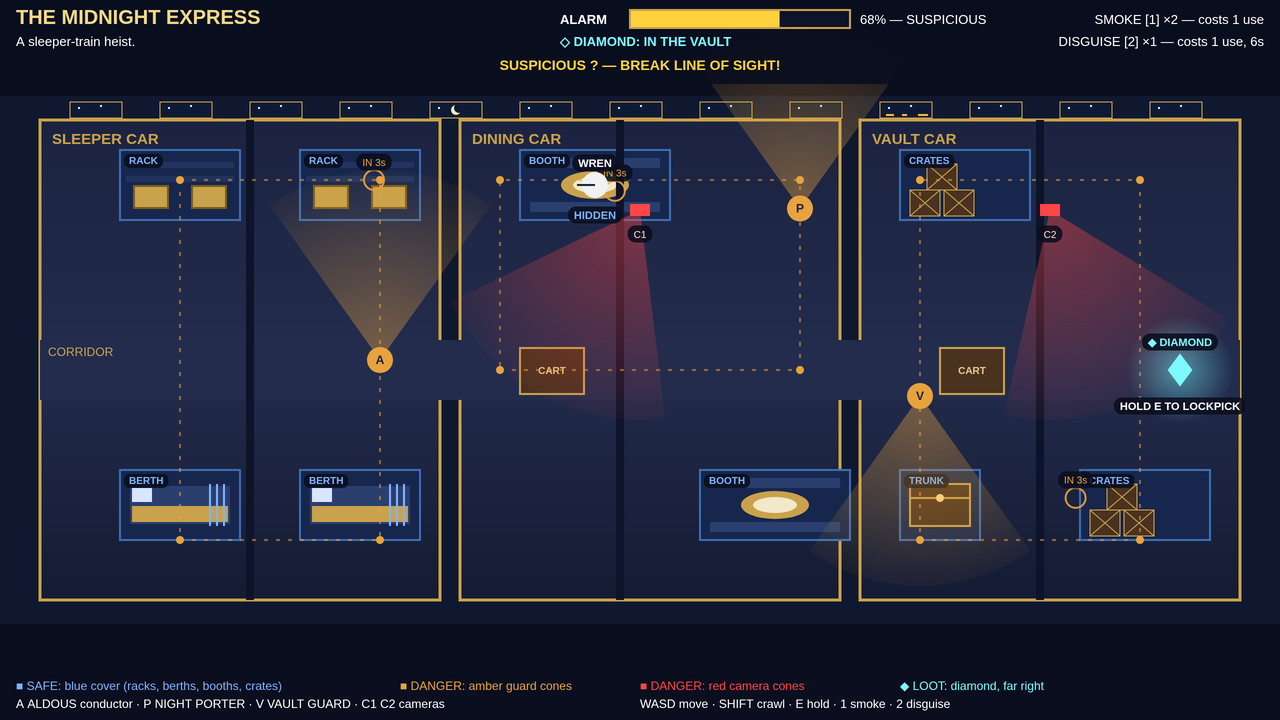 THE MIDNIGHT EXPRESS
ALARM
68% — SUSPICIOUS
SMOKE [1] ×2 — costs 1 use
A sleeper-train heist.
◇ DIAMOND: IN THE VAULT
DISGUISE [2] ×1 — costs 1 use, 6s
SUSPICIOUS ? — BREAK LINE OF SIGHT!
SLEEPER CAR
DINING CAR
VAULT CAR
RACK
RACK
IN 3s
BOOTH
WREN
IN 3s
CRATES
HIDDEN
P
C1
C2
CORRIDOR
A
CART
CART
◆ DIAMOND
V
HOLD E TO LOCKPICK
BERTH
BERTH
BOOTH
TRUNK
IN 3s
CRATES
■ SAFE: blue cover (racks, berths, booths, crates)
■ DANGER: amber guard cones
■ DANGER: red camera cones
◆ LOOT: diamond, far right
A ALDOUS conductor · P NIGHT PORTER · V VAULT GUARD · C1 C2 cameras
WASD move · SHIFT crawl · E hold · 1 smoke · 2 disguise